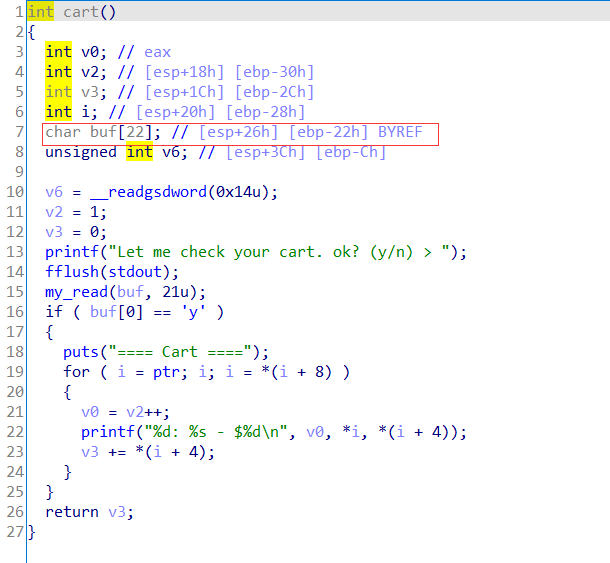 1 int cart()
2 {
3   int v0; // eax
4   int v2; // [esp+18h] [ebp-30h]
5   int v3; // [esp+1Ch] [ebp-2Ch]
6   int i; // [esp+20h] [ebp-28h]
7   char buf[22]; // [esp+26h] [ebp-22h] BYREF
8   unsigned int v6; // [esp+3Ch] [ebp-Ch]
9
10   v6 = __readgsdword(0x14u);
11   v2 = 1;
12   v3 = 0;
13   printf("Let me check your cart. ok? (y/n) > ");
14   fflush(stdout);
15   my_read(buf, 21u);
16   if ( buf[0] == 'y' )
17   {
18     puts("==== Cart ====");
19     for ( i = ptr; i; i = *(i + 8) )
20     {
21       v0 = v2++;
22       printf("%d: %s - $%d\n", v0, *i, *(i + 4));
23       v3 += *(i + 4);
24     }
25   }
26   return v3;
27 }